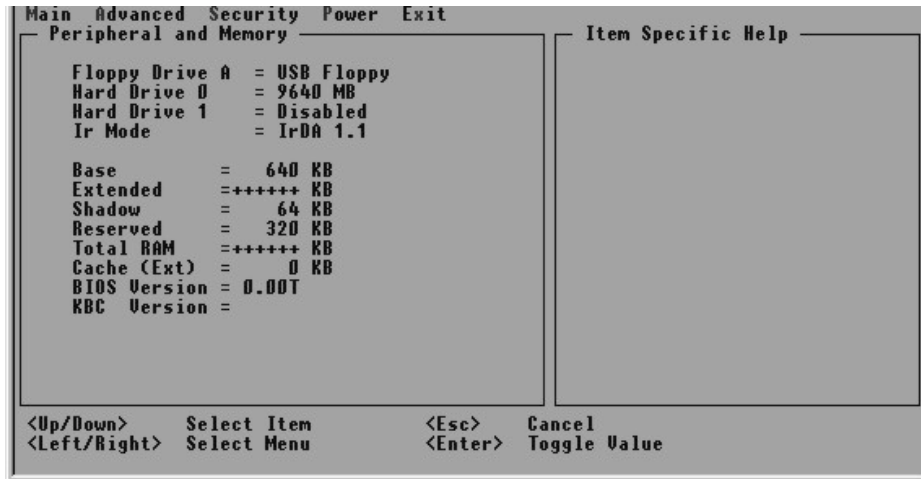 Main  Advanced  Security  Power  Exit
Peripheral and Memory
Item Specific Help
Floppy Drive A  = USB Floppy
Hard Drive 0    = 9640 MB
Hard Drive 1    = Disabled
Ir Mode         = IrDA 1.1
Base         =   640 KB
Extended     =++++++ KB
Shadow       =    64 KB
Reserved     =   320 KB
Total RAM    =++++++ KB
Cache (Ext)  =     0 KB
BIOS Version = 0.00T
KBC  Version =
<Up/Down>     Select Item          <Esc>    Cancel
<Left/Right>  Select Menu          <Enter>  Toggle Value